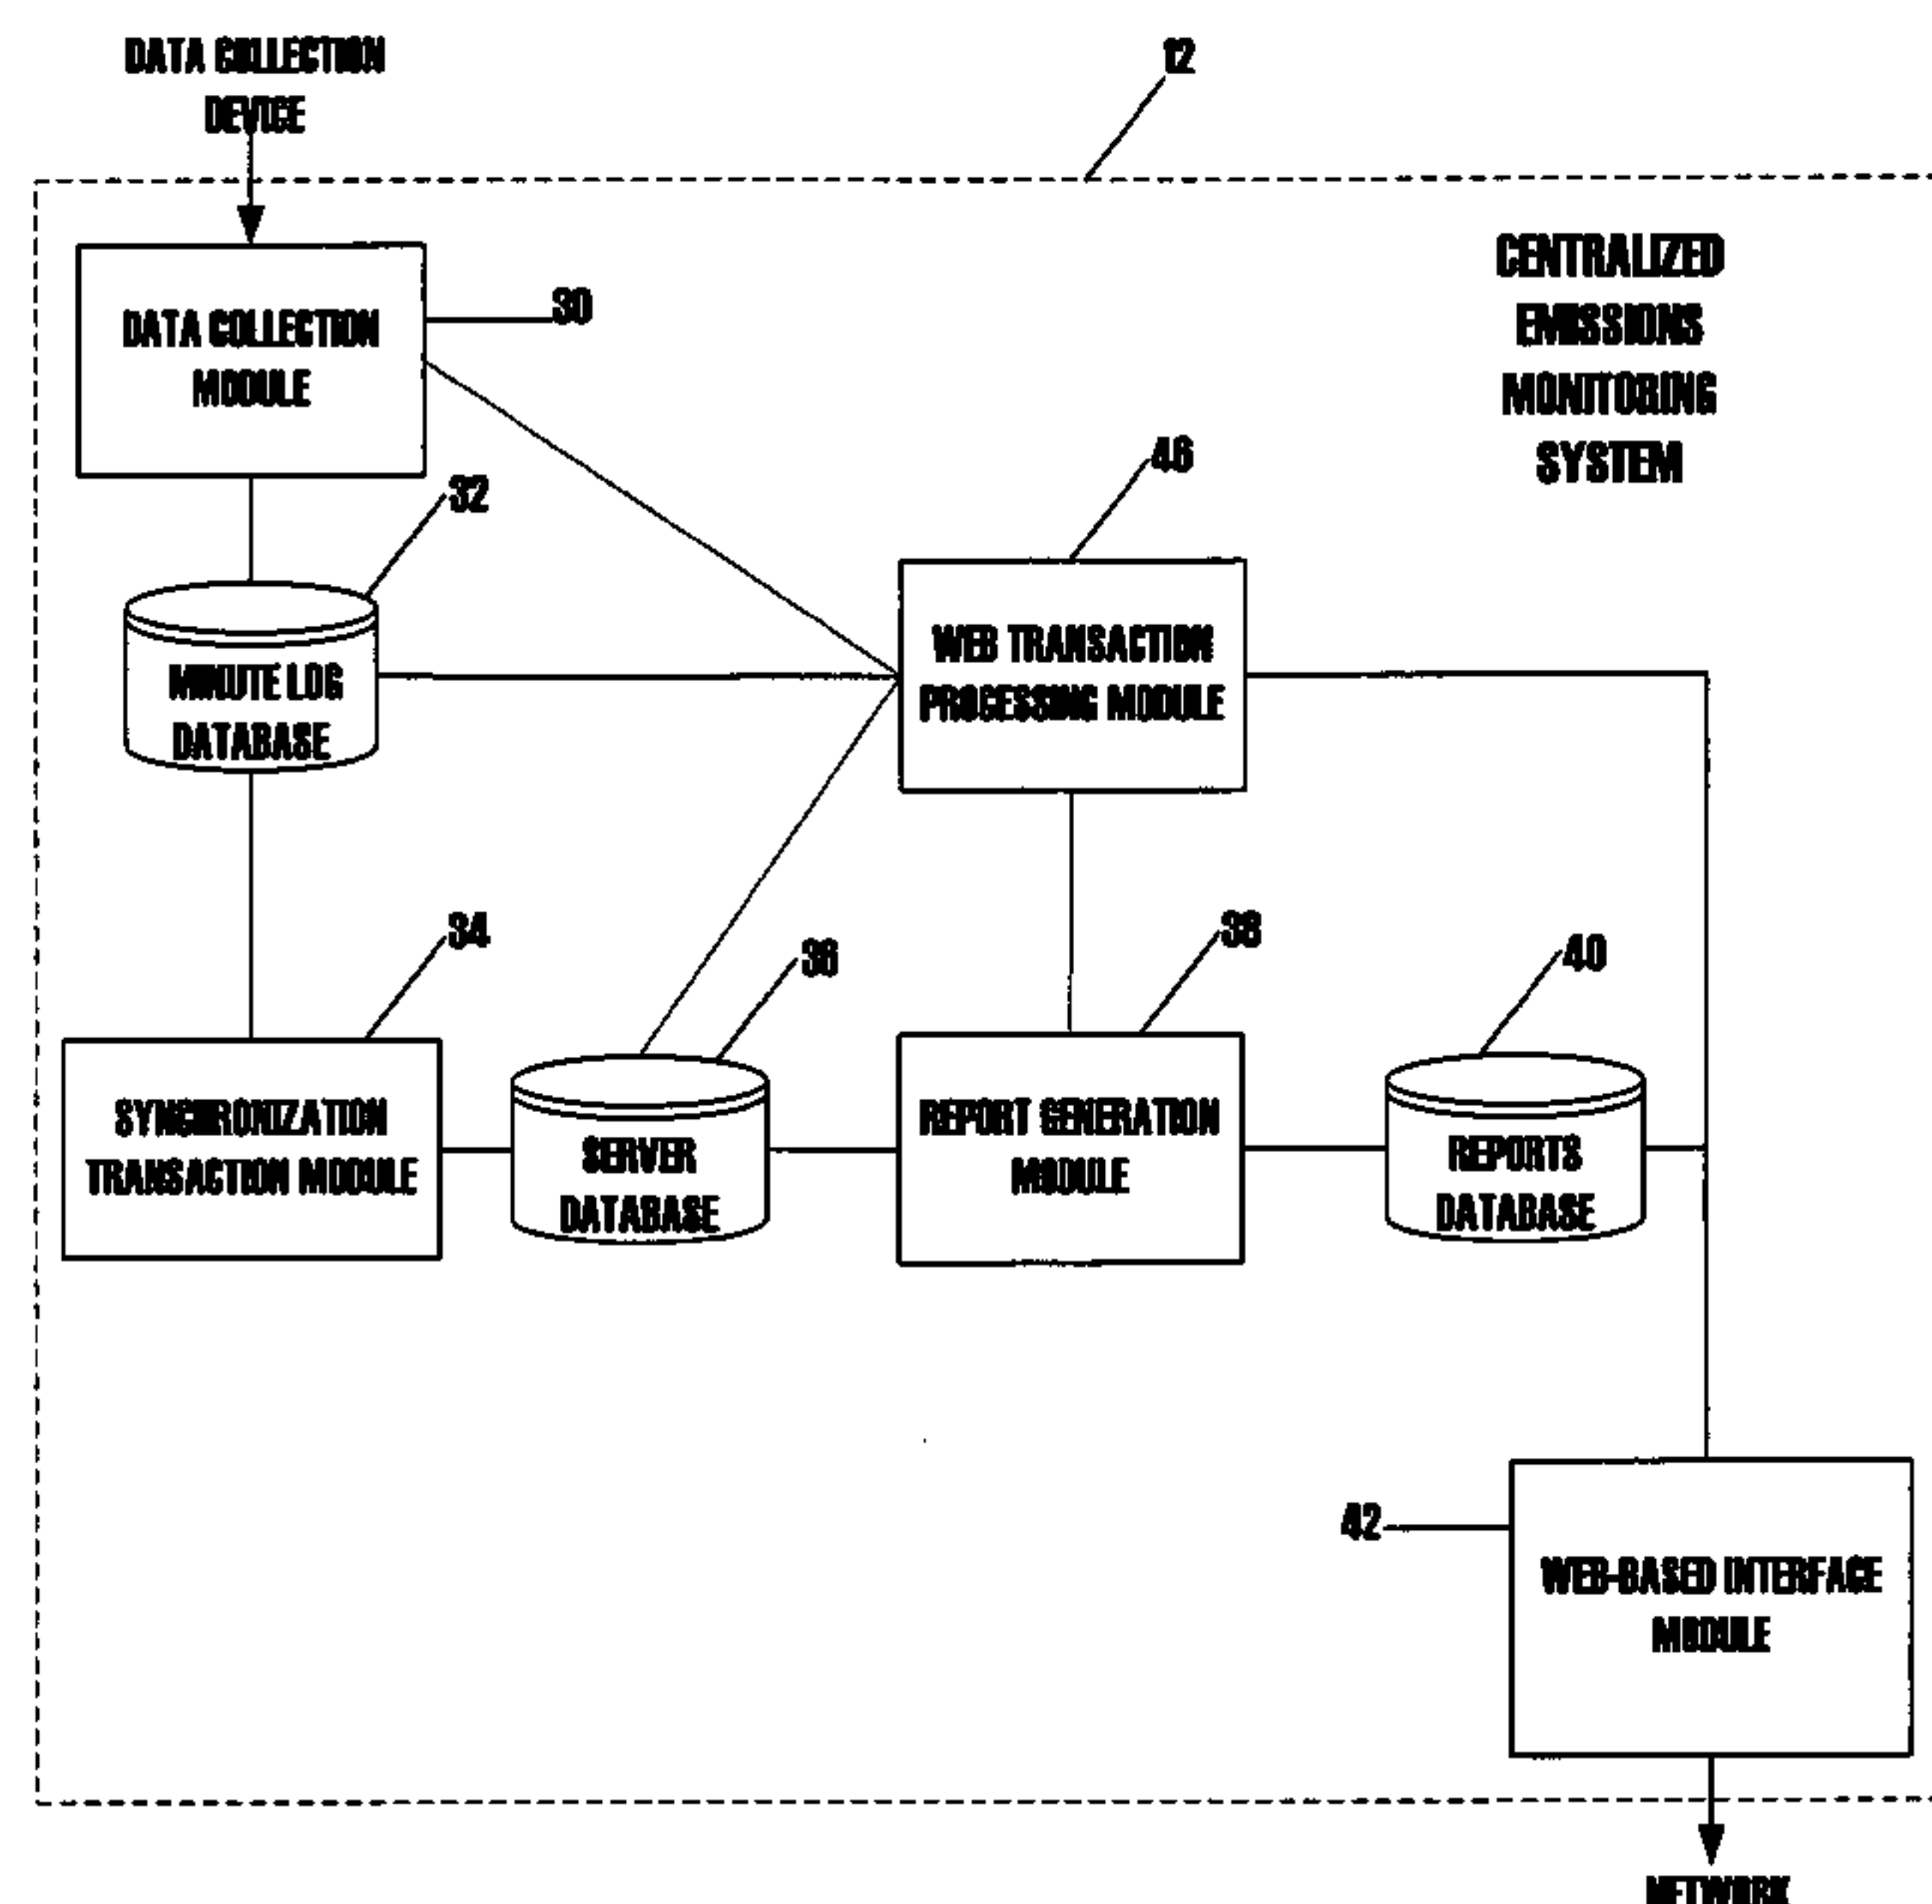 DATA COLLECTION
DEVICE
12
CENTRALIZED
EMISSIONS
MONITORING
SYSTEM
DATA COLLECTION
MODULE
30
32
MINUTE LOG
DATABASE
46
WEB TRANSACTION
PROCESSING MODULE
34
SYNCHRONIZATION
TRANSACTION MODULE
36
SERVER
DATABASE
38
REPORT GENERATION
MODULE
40
REPORTS
DATABASE
42
WEB-BASED INTERFACE
MODULE
NETWORK